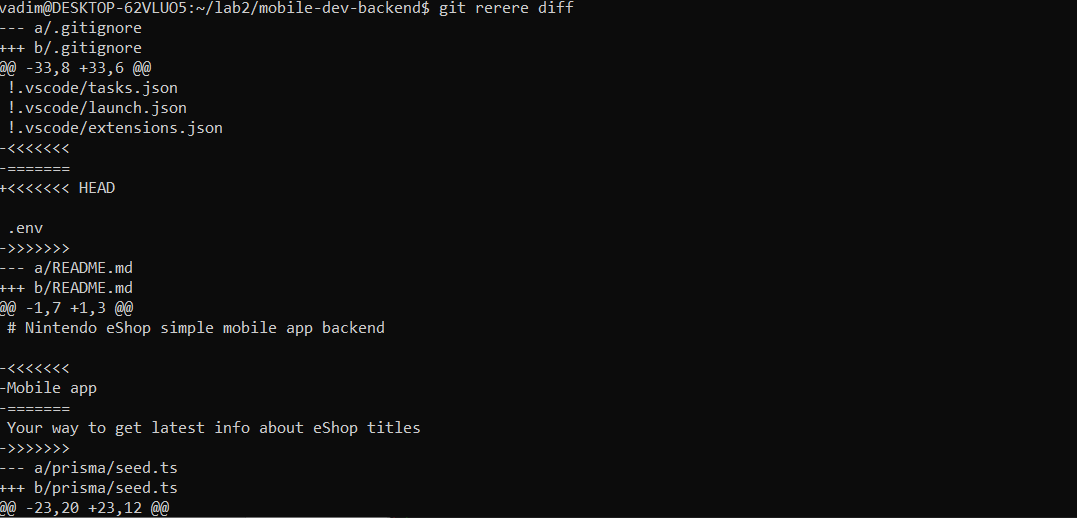 vadim@DESKTOP-62VLUO5:~/lab2/mobile-dev-backend$ git rerere diff
--- a/.gitignore
+++ b/.gitignore
@@ -33,8 +33,6 @@
 !.vscode/tasks.json
 !.vscode/launch.json
 !.vscode/extensions.json
-<<<<<<<
-=======
+<<<<<<< HEAD

 .env
->>>>>>>
--- a/README.md
+++ b/README.md
@@ -1,7 +1,3 @@
 # Nintendo eShop simple mobile app backend

-<<<<<<<
-Mobile app
-=======
 Your way to get latest info about eShop titles
->>>>>>>
--- a/prisma/seed.ts
+++ b/prisma/seed.ts
@@ -23,20 +23,12 @@